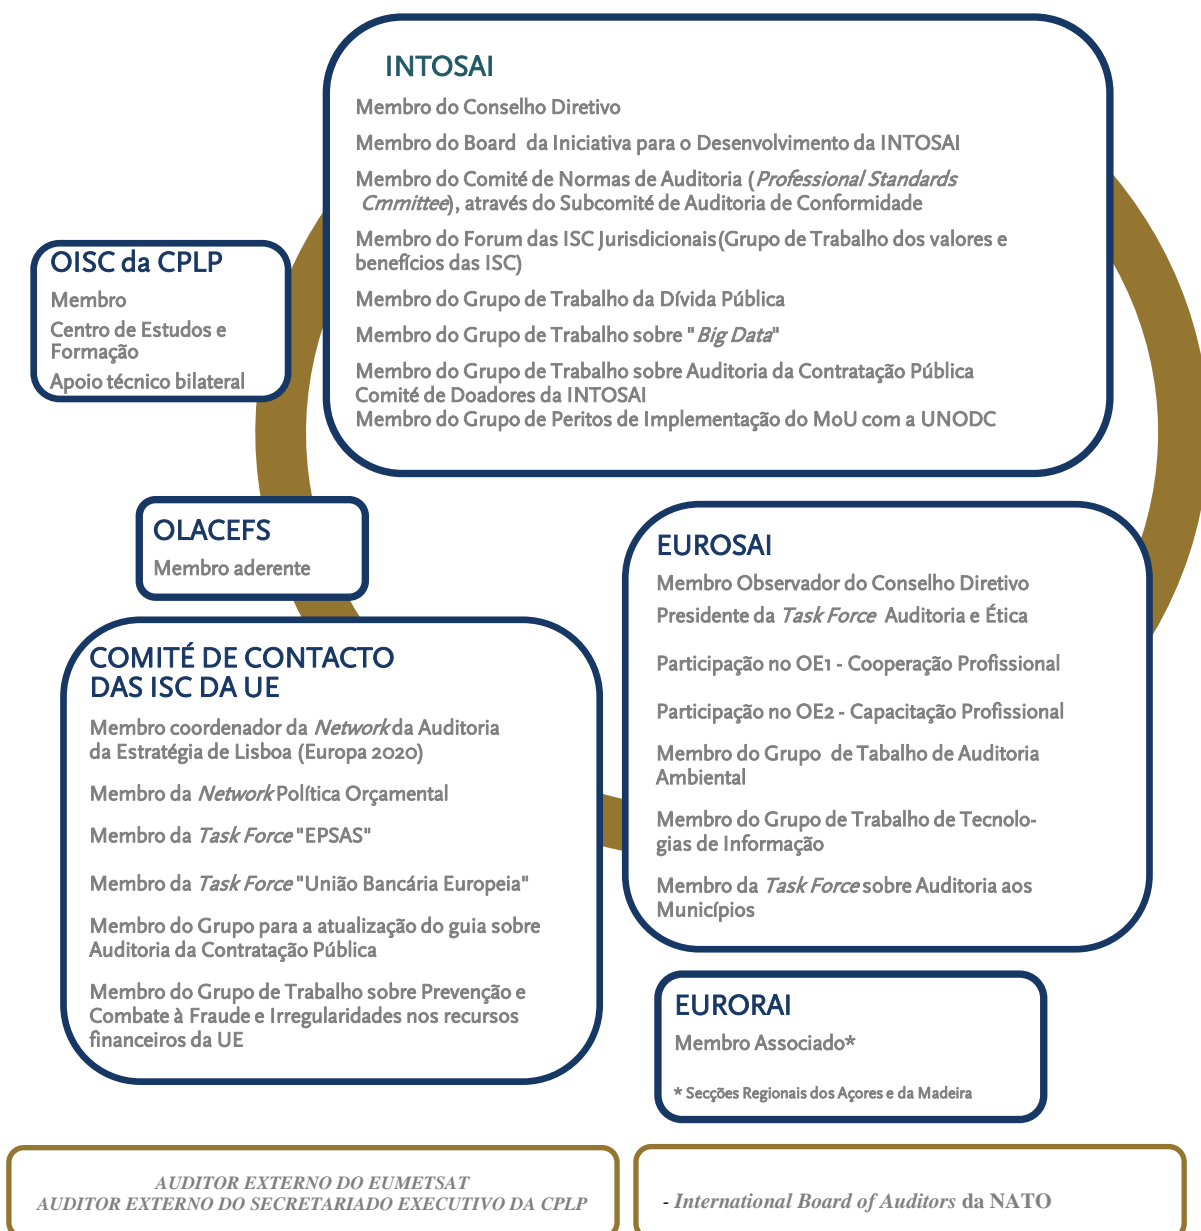 INTOSAI
Membro do Conselho Diretivo
Membro do Board da Iniciativa para o Desenvolvimento da INTOSAI
Membro do Comité de Normas de Auditoria (Professional Standards
Cmmittee), através do Subcomité de Auditoria de Conformidade
Membro do Forum das ISC Jurisdicionais(Grupo de Trabalho dos valores e
benefícios das ISC)
Membro do Grupo de Trabalho da Dívida Pública
Membro do Grupo de Trabalho sobre "Big Data"
Membro do Grupo de Trabalho sobre Auditoria da Contratação Pública
Comité de Doadores da INTOSAI
Membro do Grupo de Peritos de Implementação do MoU com a UNODC
OISC da CPLP
Membro
Centro de Estudos e
Formação
Apoio técnico bilateral
OLACEFS
Membro aderente
EUROSAI
Membro Observador do Conselho Diretivo
Presidente da Task Force Auditoria e Ética
Participação no OE1 - Cooperação Profissional
Participação no OE2 - Capacitação Profissional
Membro do Grupo de Tabalho de Auditoria
Ambiental
Membro do Grupo de Trabalho de Tecnolo-
gias de Informação
Membro da Task Force sobre Auditoria aos
Municípios
COMITÉ DE CONTACTO
DAS ISC DA UE
Membro coordenador da Network da Auditoria
da Estratégia de Lisboa (Europa 2020)
Membro da Network Política Orçamental
Membro da Task Force "EPSAS"
Membro da Task Force "União Bancária Europeia"
Membro do Grupo para a atualização do guia sobre
Auditoria da Contratação Pública
Membro do Grupo de Trabalho sobre Prevenção e
Combate à Fraude e Irregularidades nos recursos
financeiros da UE
EURORAI
Membro Associado*
* Secções Regionais dos Açores e da Madeira
AUDITOR EXTERNO DO EUMETSAT
AUDITOR EXTERNO DO SECRETARIADO EXECUTIVO DA CPLP
- International Board of Auditors da NATO